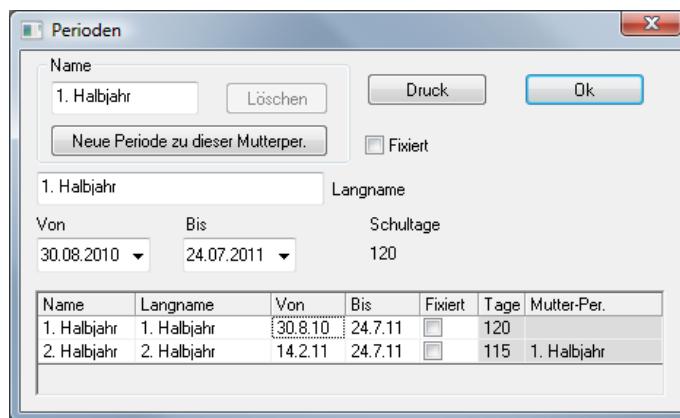 Perioden
Name
1. Halbjahr
Löschen
Druck
Ok
Neue Periode zu dieser Mutterper.
Fixiert
1. Halbjahr
Langname
Von Bis Schultage
30.08.2010 24.07.2011 120
Name Langname Von Bis Fixiert Tage Mutter-Per.
1. Halbjahr 1. Halbjahr 30.8.10 24.7.11 120
2. Halbjahr 2. Halbjahr 14.2.11 24.7.11 115 1. Halbjahr